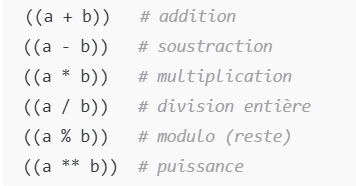 ((a + b))   # addition
((a - b))   # soustraction
((a * b))   # multiplication
((a / b))   # division entière
((a % b))   # modulo (reste)
((a ** b))  # puissance